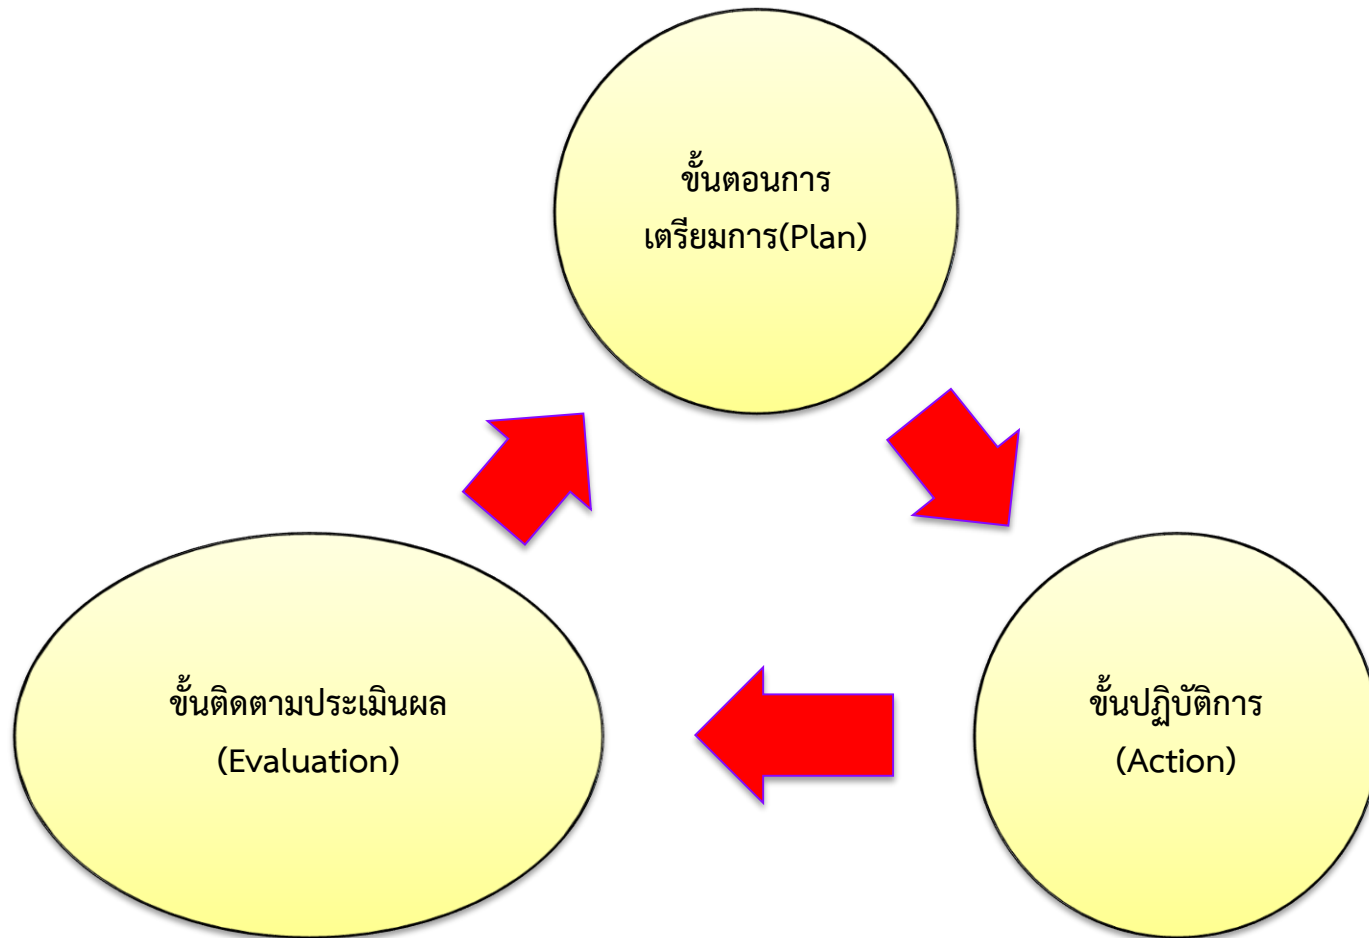 ขั้นตอนการ
เตรียมการ(Plan)
ขั้นติดตามประเมินผล
(Evaluation)
ขั้นปฏิบัติการ
(Action)